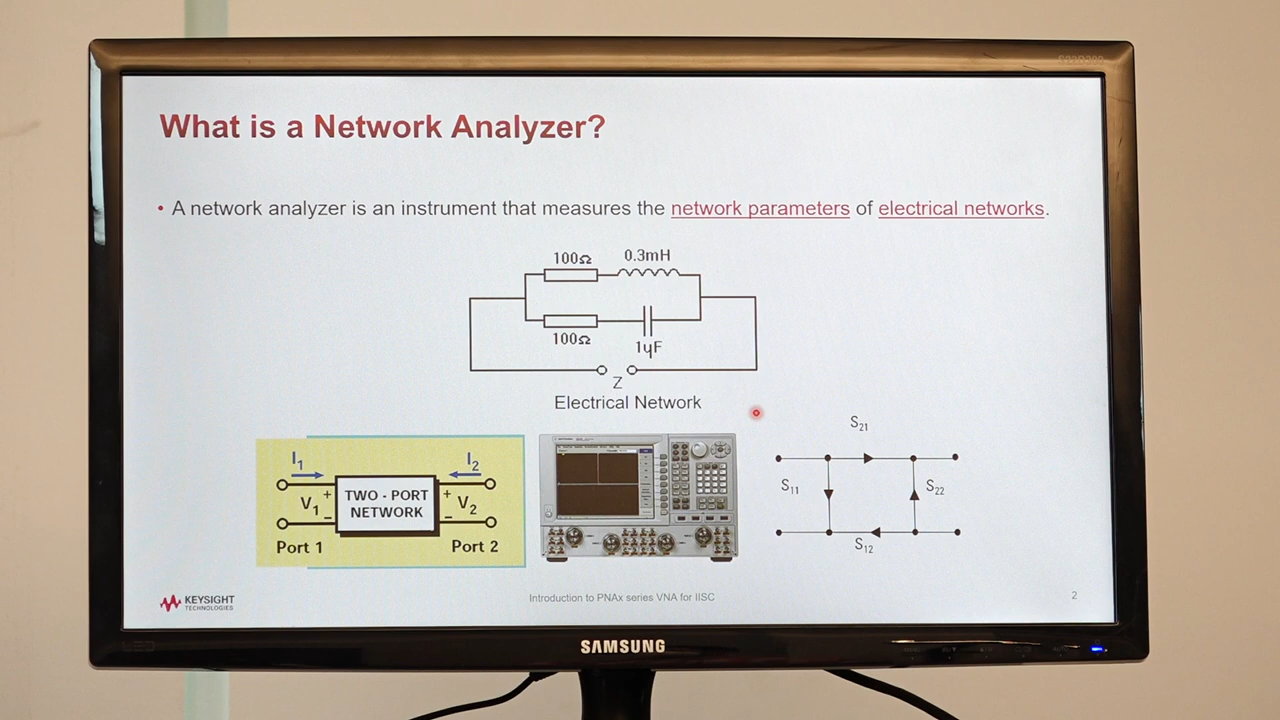 What is a Network Analyzer?
• A network analyzer is an instrument that measures the network parameters of electrical networks.
100Ω 0.3mH
100Ω 1yF
Z
Electrical Network
I1 I2
V1 + − TWO - PORT NETWORK + − V2
Port 1 Port 2
S21
S11 S22
S12
KEYSIGHT
TECHNOLOGIES
Introduction to PNAx series VNA for IISC
2
SAMSUNG